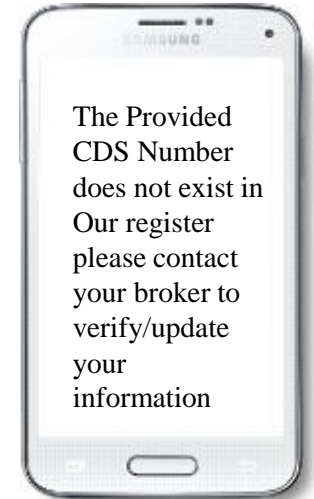 SAMSUNG
The Provided
CDS Number
does not exist in
Our register
please contact
your broker to
verify/update
your
information